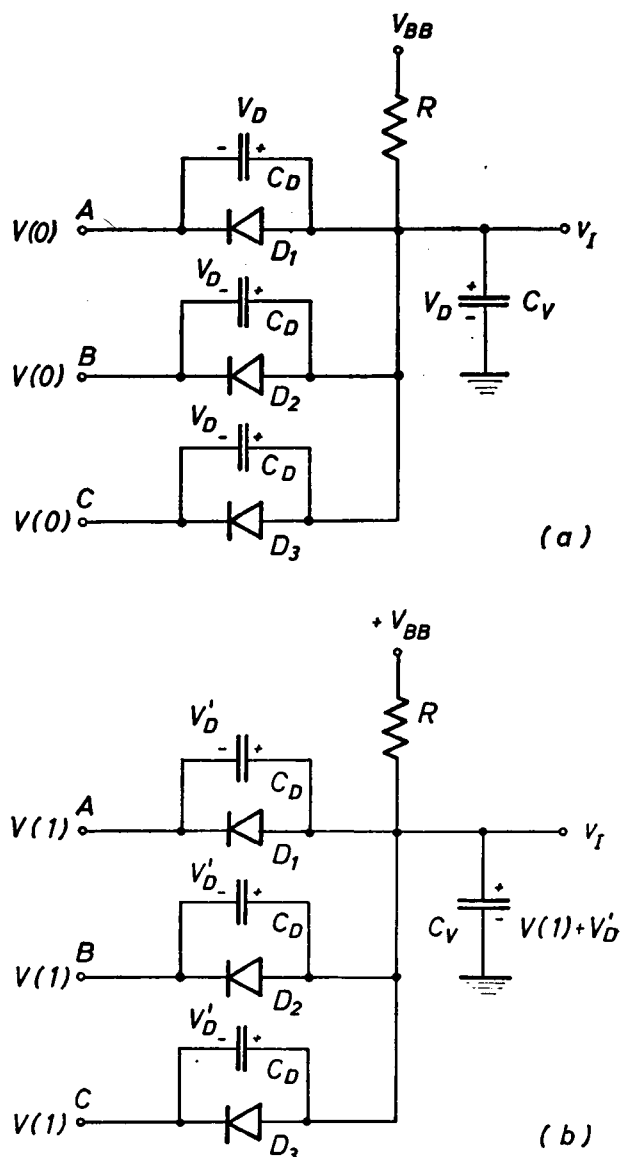 V_BB
R
V_D
- +
C_D
A
V(0)
D_1
v_I
V_D - +
C_D
V_D + - C_V
B
V(0)
D_2
V_D - +
C_D
C
V(0)
D_3
(a)
+ V_BB
R
V'_D
- +
C_D
A
V(1)
D_1
v_I
V'_D - +
C_D
C_V + - V(1)+V'_D
B
V(1)
D_2
V'_D - +
C_D
C
V(1)
D_3
(b)